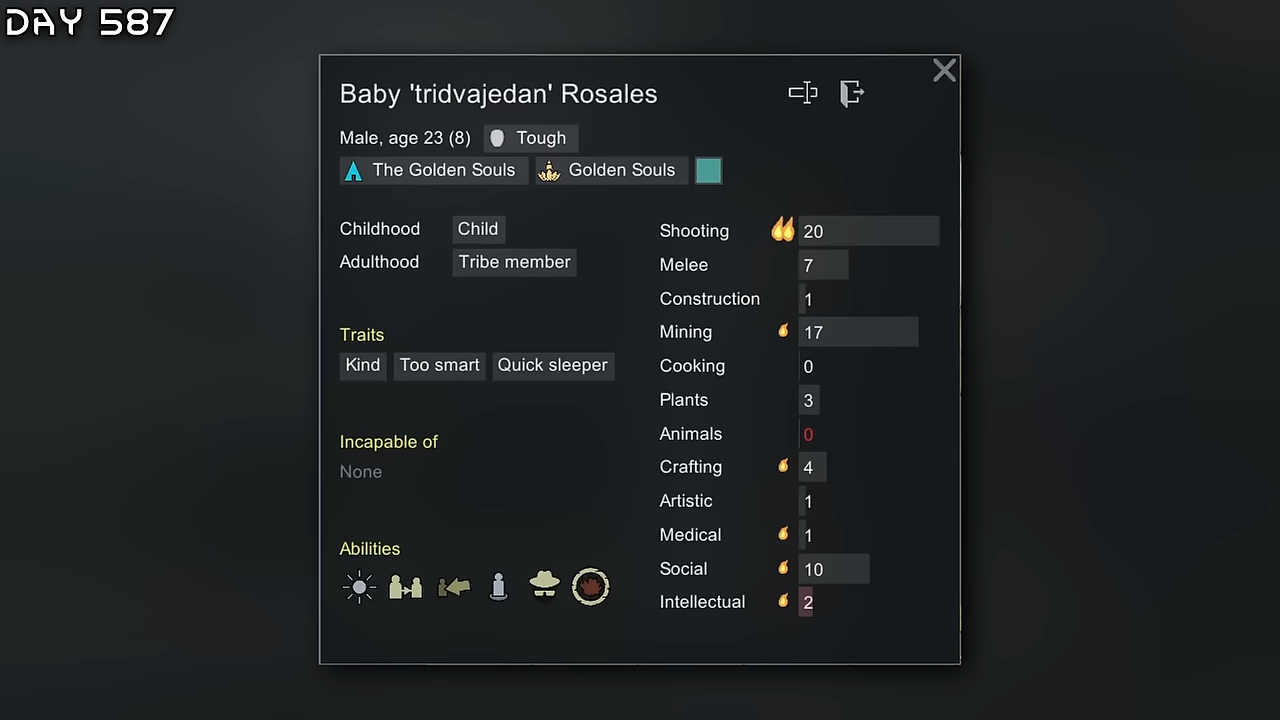 DAY 587
Baby 'tridvajedan' Rosales
Male, age 23 (8) Tough
The Golden Souls Golden Souls
Childhood Child
Adulthood Tribe member
Traits
Kind Too smart Quick sleeper
Incapable of
None
Abilities
Shooting 20
Melee 7
Construction 1
Mining 17
Cooking 0
Plants 3
Animals 0
Crafting 4
Artistic 1
Medical 1
Social 10
Intellectual 2